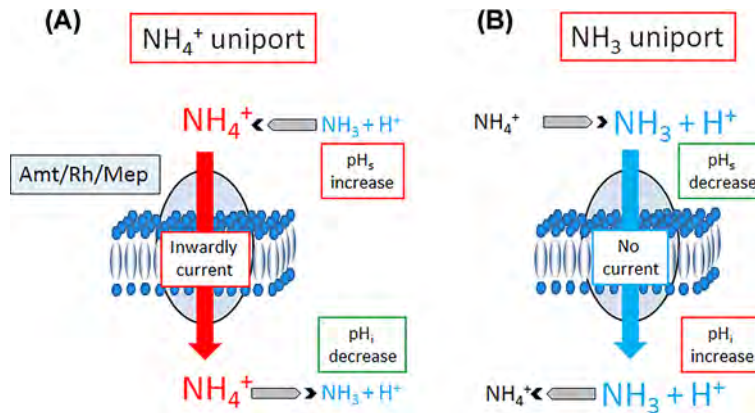 (A)
NH₄⁺ uniport
NH₄⁺
NH₃ + H⁺
pHₛ
increase
Amt/Rh/Mep
Inwardly
current
pHᵢ
decrease
NH₄⁺
NH₃ + H⁺
(B)
NH₃ uniport
NH₄⁺
NH₃ + H⁺
pHₛ
decrease
No
current
pHᵢ
increase
NH₄⁺
NH₃ + H⁺